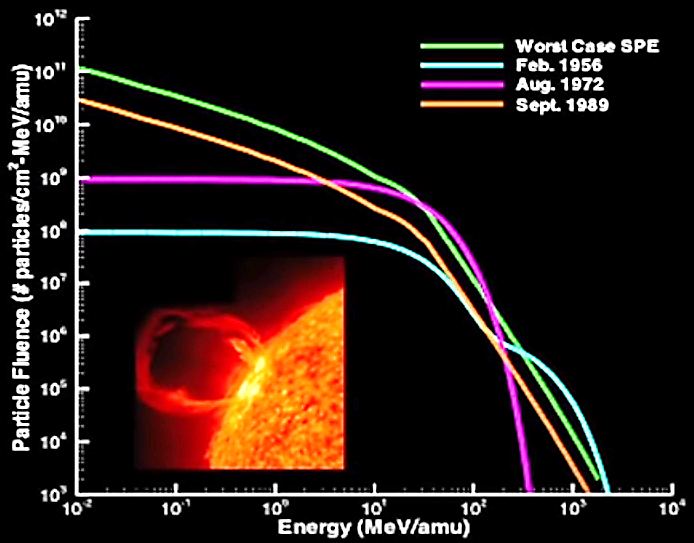 10¹²
10¹¹
10¹⁰
10⁹
10⁸
10⁷
10⁶
10⁵
10⁴
10³
Particle Fluence (# particles/cm²-MeV/amu)
Worst Case SPE
Feb. 1956
Aug. 1972
Sept. 1989
10⁻² 10⁻¹ 10⁰ 10¹ 10² 10³ 10⁴
Energy (MeV/amu)